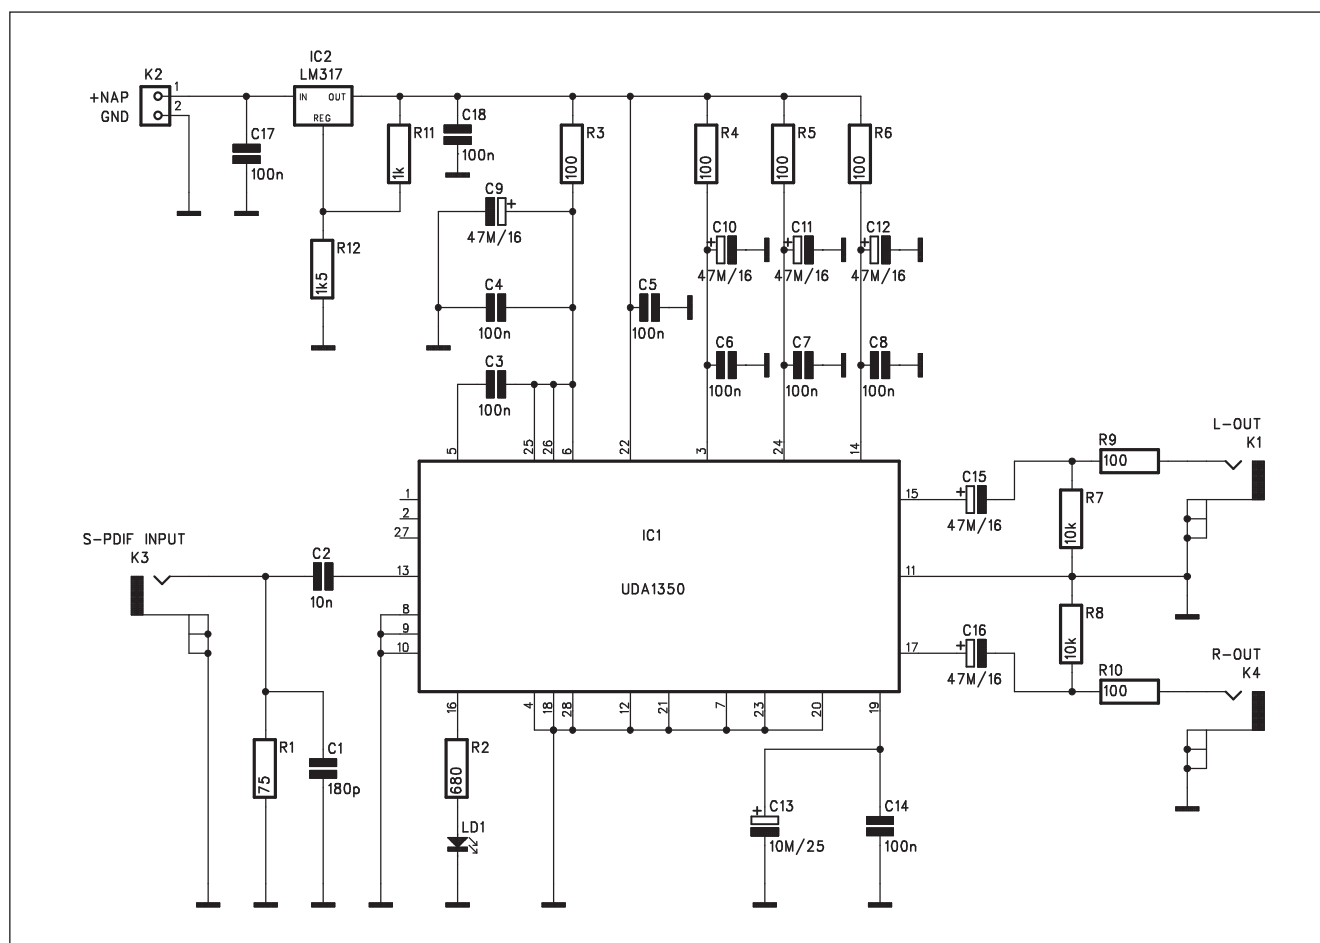 IC2
LM317
K2
+NAP
GND
1
2
IN OUT
REG
C17
100n
R11
1k
C18
100n
R3
100
R4
100
R5
100
R6
100
C9
+
47M/16
R12
1k5
C10
+
47M/16
C11
+
47M/16
C12
+
47M/16
C4
100n
C5
100n
C3
100n
C6
100n
C7
100n
C8
100n
5
25
26
6
22
3
24
14
L-OUT
K1
R9
100
S-PDIF INPUT
K3
C2
10n
1
2
27
13
8
9
10
IC1
UDA1350
15
11
17
C15
+
47M/16
R7
10k
R8
10k
C16
+
47M/16
R10
100
R-OUT
K4
16
4
18
28
12
21
7
23
20
19
R1
75
C1
180p
R2
680
LD1
C13
+
10M/25
C14
100n